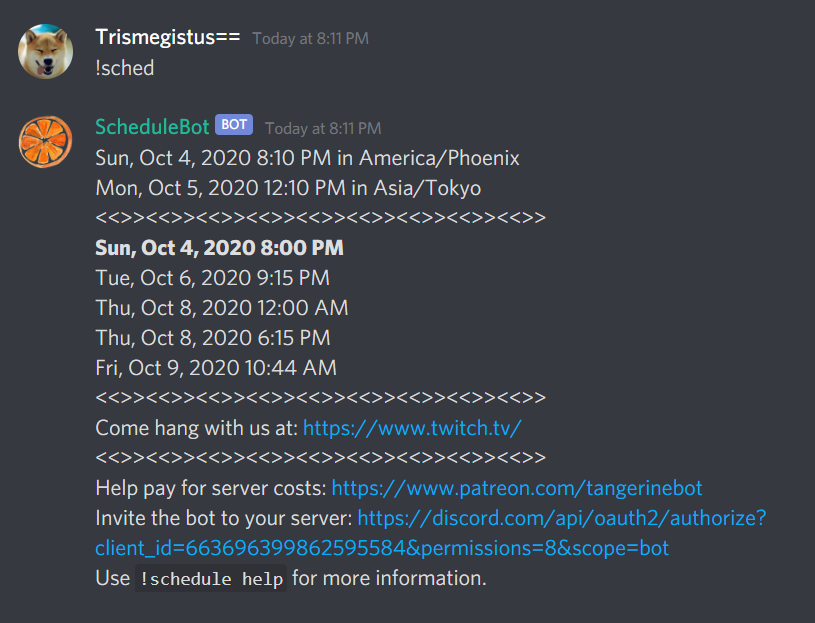 Trismegistus== Today at 8:11 PM
!sched
ScheduleBot BOT Today at 8:11 PM
Sun, Oct 4, 2020 8:10 PM in America/Phoenix
Mon, Oct 5, 2020 12:10 PM in Asia/Tokyo
<<>><<>><<>><<>><<>><<>><<>><<>><<>>
Sun, Oct 4, 2020 8:00 PM
Tue, Oct 6, 2020 9:15 PM
Thu, Oct 8, 2020 12:00 AM
Thu, Oct 8, 2020 6:15 PM
Fri, Oct 9, 2020 10:44 AM
<<>><<>><<>><<>><<>><<>><<>><<>><<>>
Come hang with us at: https://www.twitch.tv/
<<>><<>><<>><<>><<>><<>><<>><<>><<>>
Help pay for server costs: https://www.patreon.com/tangerinebot
Invite the bot to your server: https://discord.com/api/oauth2/authorize?
client_id=663696399862595584&permissions=8&scope=bot
Use !schedule help for more information.